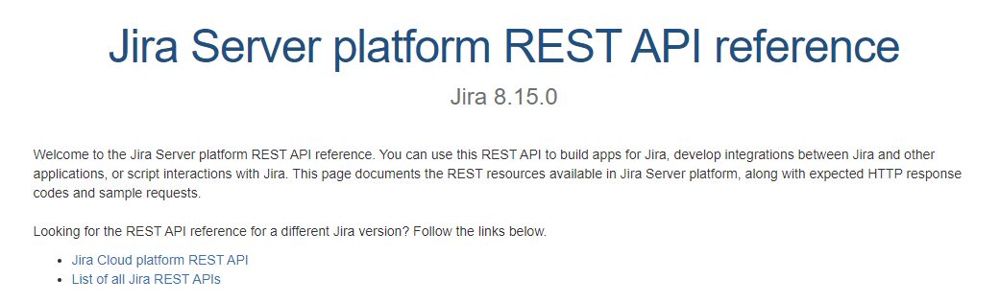 Jira Server platform REST API reference
Jira 8.15.0
Welcome to the Jira Server platform REST API reference. You can use this REST API to build apps for Jira, develop integrations between Jira and other
applications, or script interactions with Jira. This page documents the REST resources available in Jira Server platform, along with expected HTTP response
codes and sample requests.
Looking for the REST API reference for a different Jira version? Follow the links below.
• Jira Cloud platform REST API
• List of all Jira REST APIs